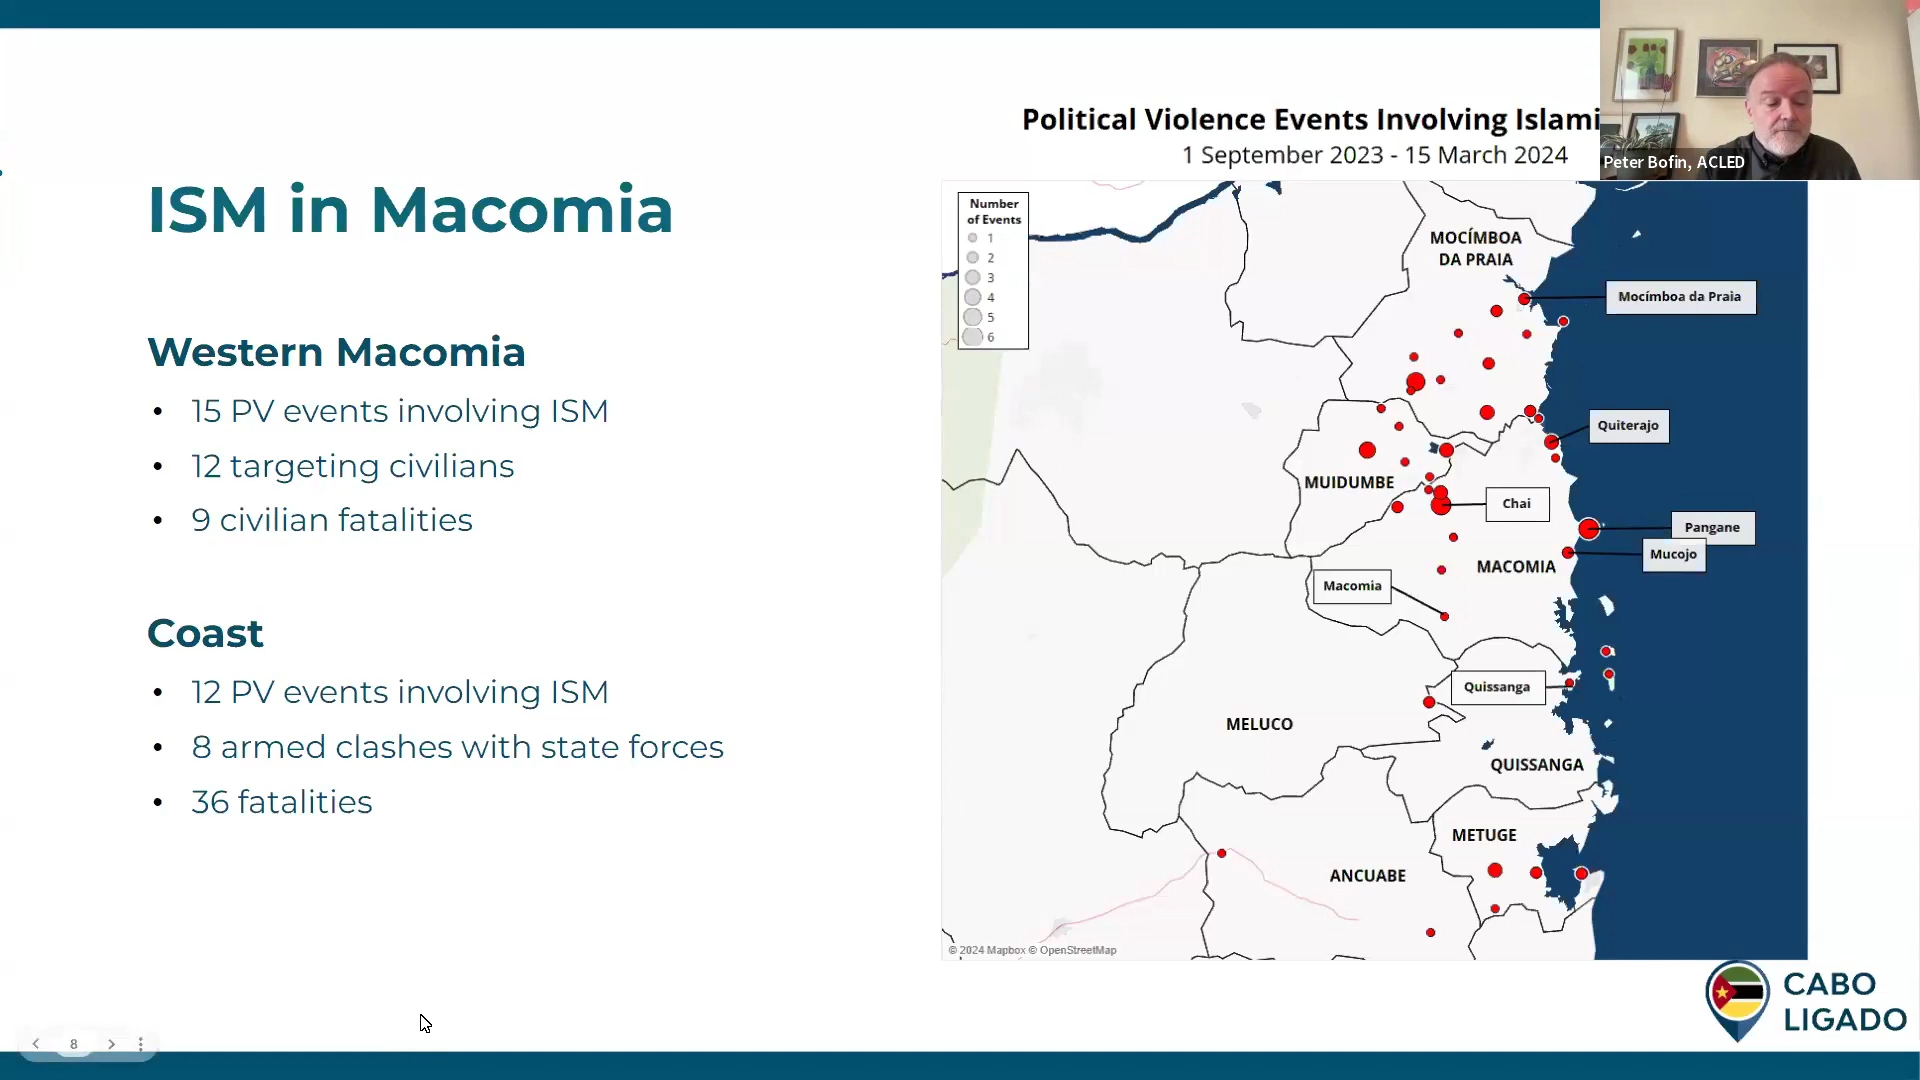 Political Violence Events Involving Islami
1 September 2023 - 15 March 2024
Peter Bofin, ACLED
ISM in Macomia
Western Macomia
• 15 PV events involving ISM
• 12 targeting civilians
• 9 civilian fatalities
Coast
• 12 PV events involving ISM
• 8 armed clashes with state forces
• 36 fatalities
Number
of Events
1
2
3
4
5
6
MOCÍMBOA
DA PRAIA
Mocímboa da Praia
Quiterajo
MUIDUMBE
Chai
Pangane
Mucojo
MACOMIA
Macomia
Quissanga
MELUCO
QUISSANGA
METUGE
ANCUABE
© 2024 Mapbox © OpenStreetMap
CABO
LIGADO
8